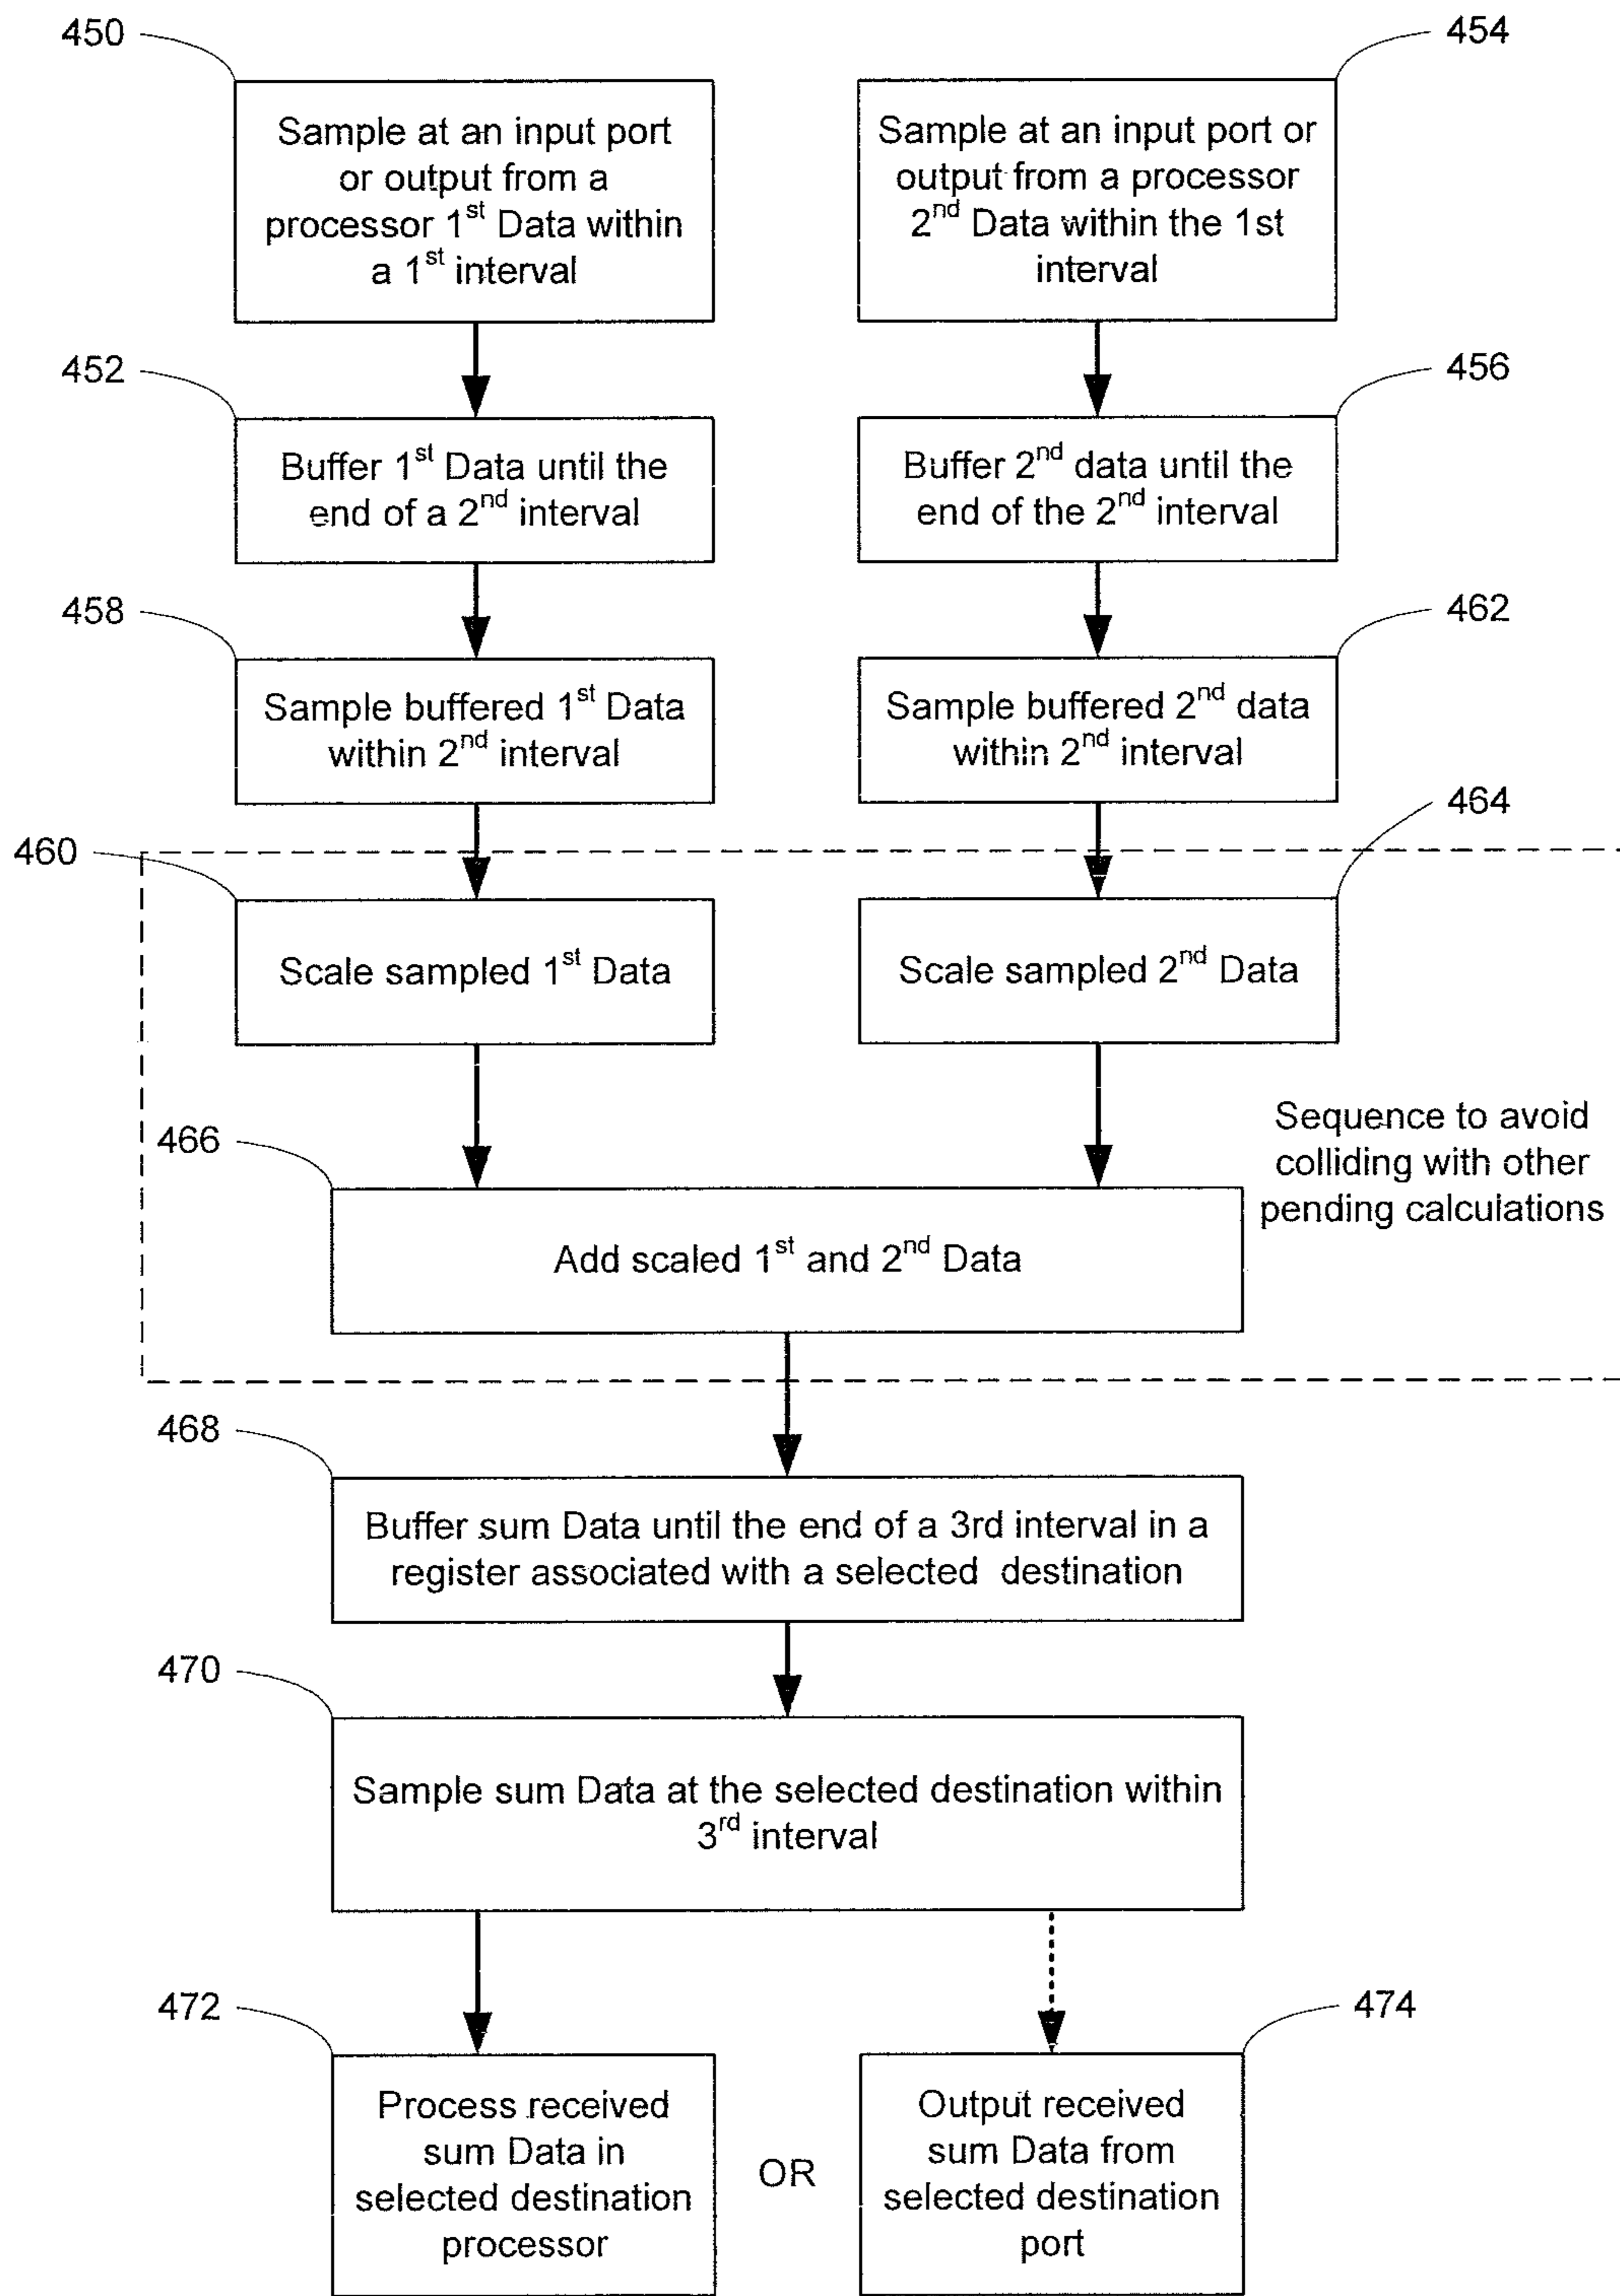 450
454
Sample at an input port
or output from a
processor 1st Data within
a 1st interval
Sample at an input port or
output from a processor
2nd Data within the 1st
interval
452
456
Buffer 1st Data until the
end of a 2nd interval
Buffer 2nd data until the
end of the 2nd interval
458
462
Sample buffered 1st Data
within 2nd interval
Sample buffered 2nd data
within 2nd interval
464
460
Scale sampled 1st Data
Scale sampled 2nd Data
Sequence to avoid
colliding with other
pending calculations
466
Add scaled 1st and 2nd Data
468
Buffer sum Data until the end of a 3rd interval in a
register associated with a selected destination
470
Sample sum Data at the selected destination within
3rd interval
472
474
Process received
sum Data in
selected destination
processor
OR
Output received
sum Data from
selected destination
port